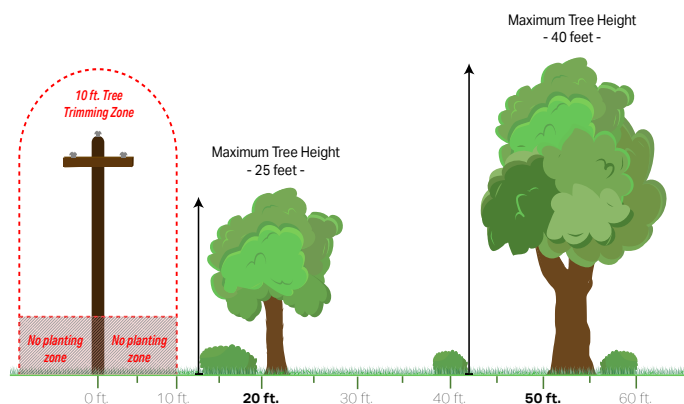 Maximum Tree Height
- 40 feet -
10 ft. Tree
Trimming Zone
Maximum Tree Height
- 25 feet -
No planting
zone
No planting
zone
0 ft.
10 ft.
20 ft.
30 ft.
40 ft.
50 ft.
60 ft.